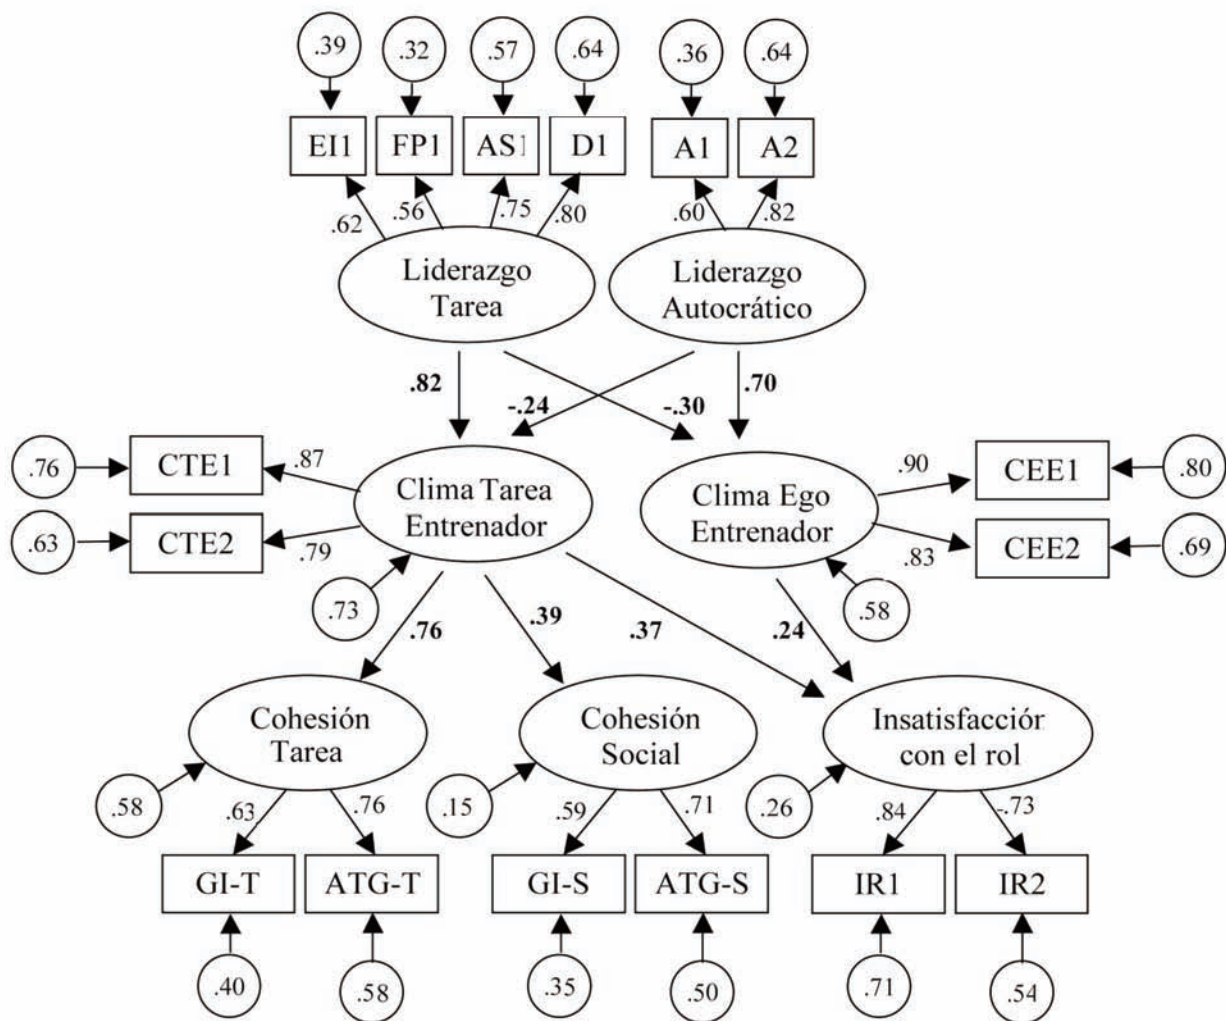 .39 .32 .57 .64 .36 .64
EI1 FP1 AS1 D1 A1 A2
.62 .56 .75 .80 .60 .82
Liderazgo
Tarea
Liderazgo
Autocrático
.82 -.24 -.30 .70
.76 CTE1 .87
.63 CTE2 .79
Clima Tarea
Entrenador
Clima Ego
Entrenador
.90 CEE1 .80
.83 CEE2 .69
.73 .58
.76 .39 .37 .24
Cohesión
Tarea
Cohesión
Social
Insatisfacciór
con el rol
.58 .63 .76 .15 .59 .71 .26 .84 -.73
GI-T ATG-T GI-S ATG-S IR1 IR2
.40 .58 .35 .50 .71 .54